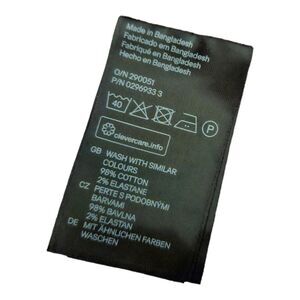 Made in Bangladesh
Fabricado em Bangladesh
Fabriqué en Bangladesh
Hecho en Bangladesh
O/N 290051
P/N 0296933 3
40 P
clevercare.info
GB WASH WITH SIMILAR
COLOURS
98% COTTON
2% ELASTANE
CZ PERTE S PODOBNÝMI
BARVAMI
98% BAVLNA
2% ELASTAN
DE MIT ÄHNLICHEN FARBEN
WASCHEN